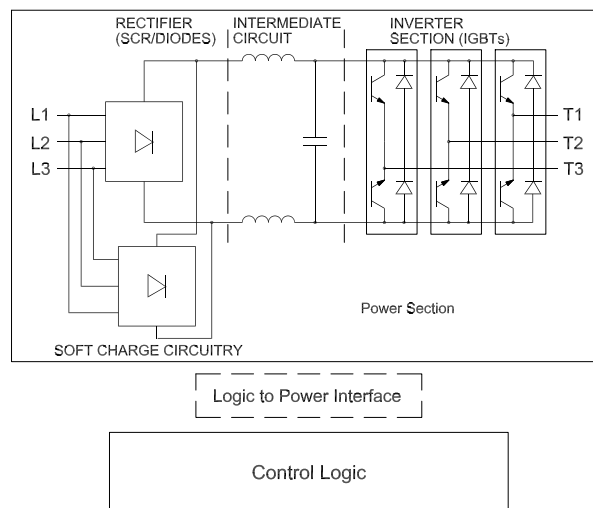 RECTIFIER
(SCR/DIODES)
INTERMEDIATE
CIRCUIT
INVERTER
SECTION (IGBTs)
L1
L2
L3
T1
T2
T3
Power Section
SOFT CHARGE CIRCUITRY
Logic to Power Interface
Control Logic